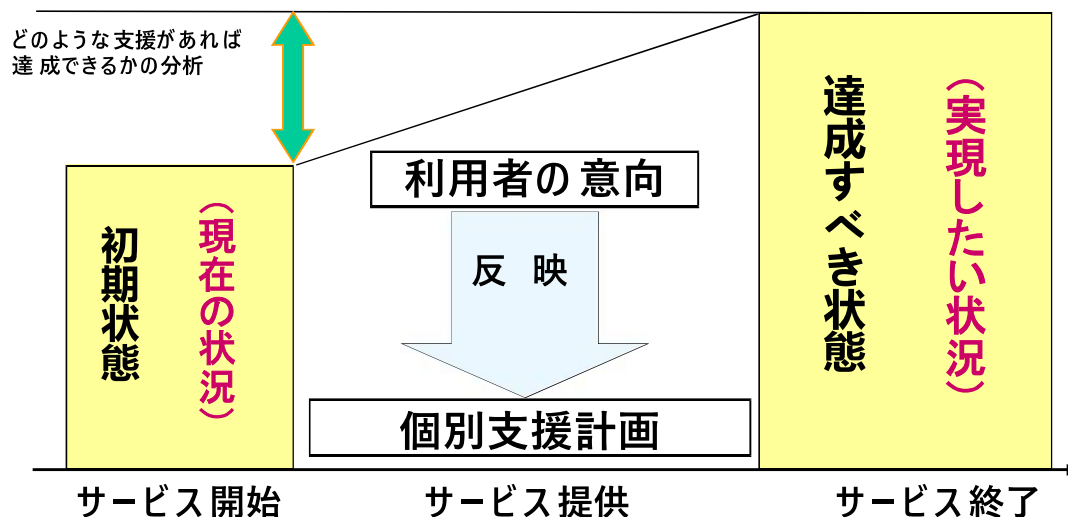 どのような支援があれば
達成できるかの分析
初期状態
（現在の状況）
利用者の意向
反映
個別支援計画
達成すべき状態
（実現したい状況）
サービス開始
サービス提供
サービス終了